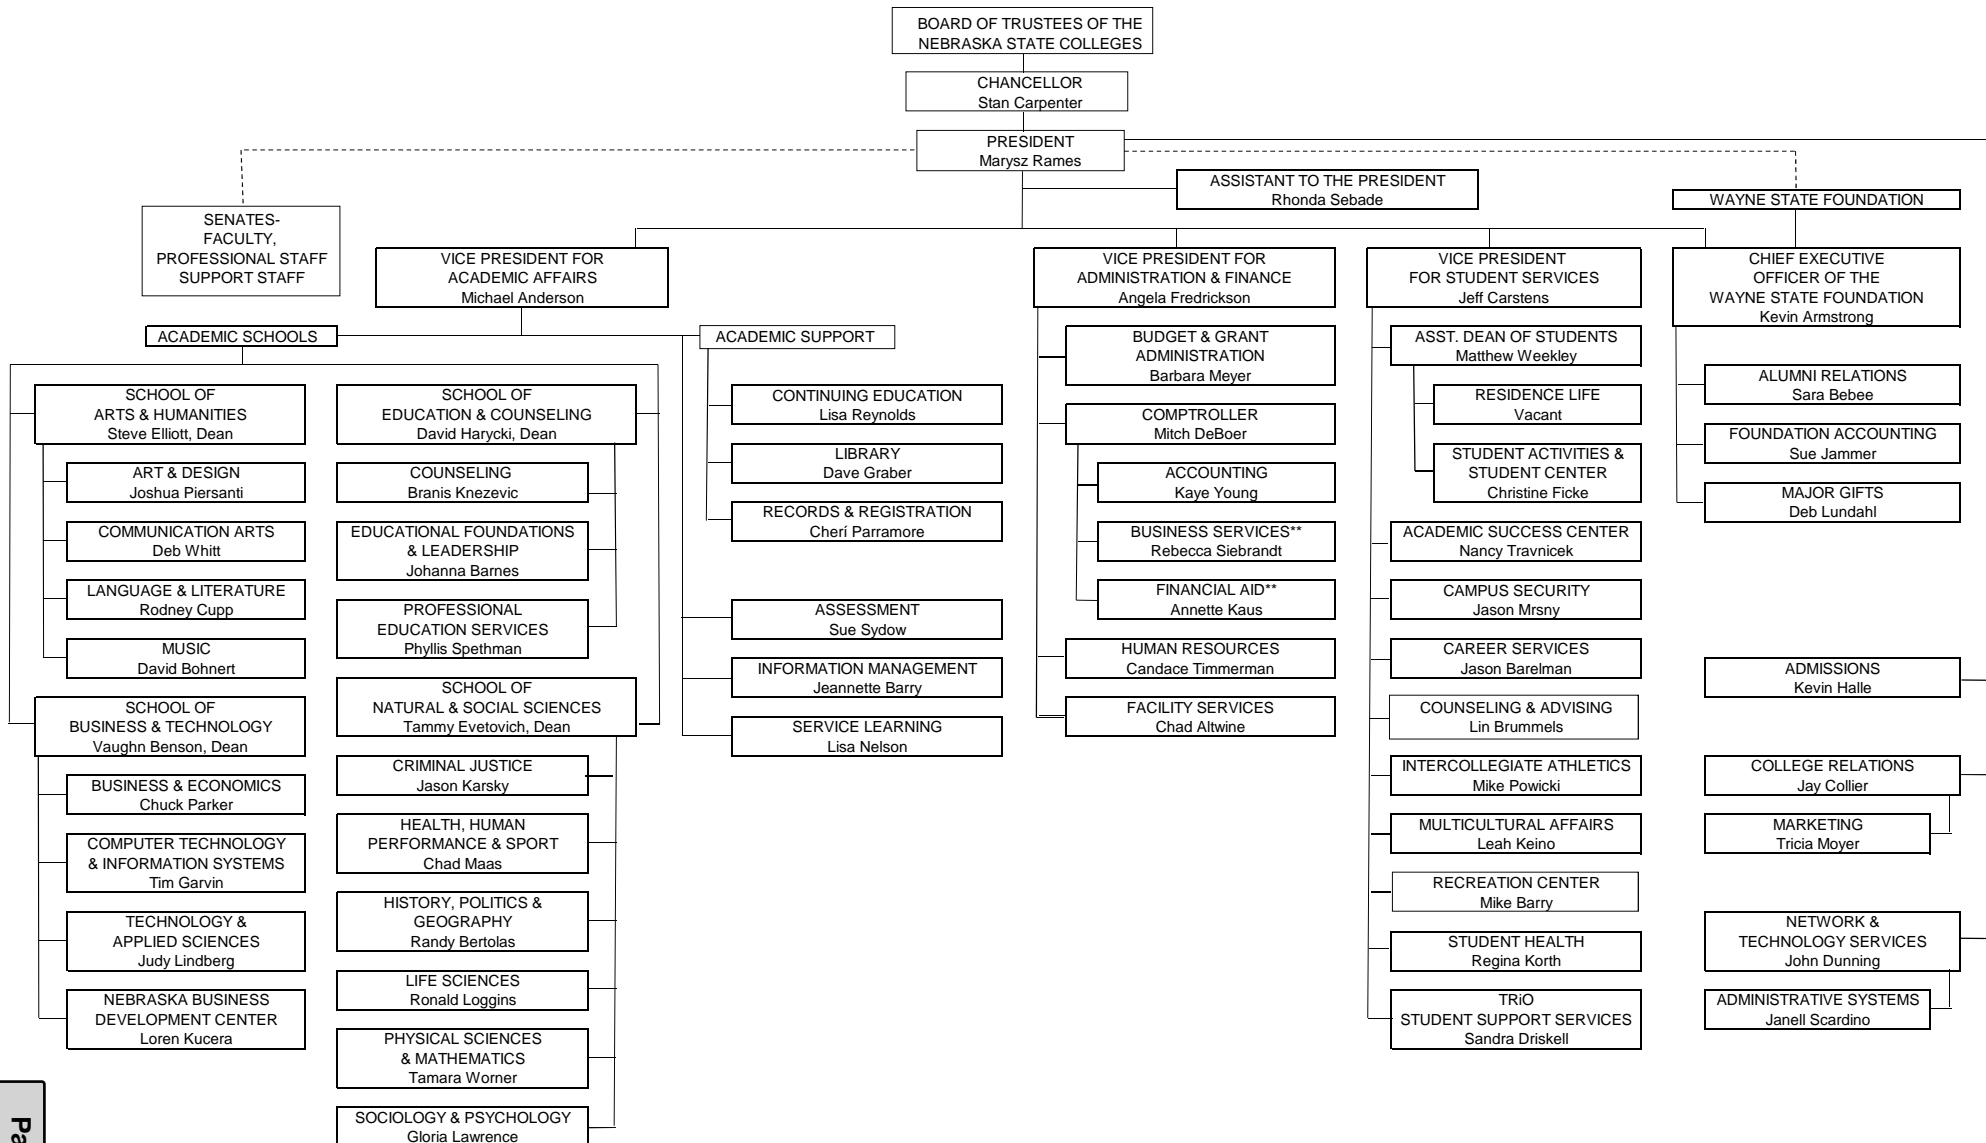 BOARD OF TRUSTEES OF THE
NEBRASKA STATE COLLEGES
CHANCELLOR
Stan Carpenter
PRESIDENT
Marysz Rames
ASSISTANT TO THE PRESIDENT
Rhonda Sebade
WAYNE STATE FOUNDATION
SENATES-
FACULTY,
PROFESSIONAL STAFF
SUPPORT STAFF
VICE PRESIDENT FOR
ACADEMIC AFFAIRS
Michael Anderson
ACADEMIC SCHOOLS
SCHOOL OF
ARTS & HUMANITIES
Steve Elliott, Dean
ART & DESIGN
Joshua Piersanti
COMMUNICATION ARTS
Deb Whitt
LANGUAGE & LITERATURE
Rodney Cupp
MUSIC
David Bohnert
SCHOOL OF
BUSINESS & TECHNOLOGY
Vaughn Benson, Dean
BUSINESS & ECONOMICS
Chuck Parker
COMPUTER TECHNOLOGY
& INFORMATION SYSTEMS
Tim Garvin
TECHNOLOGY &
APPLIED SCIENCES
Judy Lindberg
NEBRASKA BUSINESS
DEVELOPMENT CENTER
Loren Kucera
SCHOOL OF
EDUCATION & COUNSELING
David Harycki, Dean
COUNSELING
Branis Knezevic
EDUCATIONAL FOUNDATIONS
& LEADERSHIP
Johanna Barnes
PROFESSIONAL
EDUCATION SERVICES
Phyllis Spethman
SCHOOL OF
NATURAL & SOCIAL SCIENCES
Tammy Evetovich, Dean
CRIMINAL JUSTICE
Jason Karsky
HEALTH, HUMAN
PERFORMANCE & SPORT
Chad Maas
HISTORY, POLITICS &
GEOGRAPHY
Randy Bertolas
LIFE SCIENCES
Ronald Loggins
PHYSICAL SCIENCES
& MATHEMATICS
Tamara Worner
SOCIOLOGY & PSYCHOLOGY
Gloria Lawrence
ACADEMIC SUPPORT
CONTINUING EDUCATION
Lisa Reynolds
LIBRARY
Dave Graber
RECORDS & REGISTRATION
Cherí Parramore
ASSESSMENT
Sue Sydow
INFORMATION MANAGEMENT
Jeannette Barry
SERVICE LEARNING
Lisa Nelson
VICE PRESIDENT FOR
ADMINISTRATION & FINANCE
Angela Fredrickson
BUDGET & GRANT
ADMINISTRATION
Barbara Meyer
COMPTROLLER
Mitch DeBoer
ACCOUNTING
Kaye Young
BUSINESS SERVICES**
Rebecca Siebrandt
FINANCIAL AID**
Annette Kaus
HUMAN RESOURCES
Candace Timmerman
FACILITY SERVICES
Chad Altwine
VICE PRESIDENT
FOR STUDENT SERVICES
Jeff Carstens
ASST. DEAN OF STUDENTS
Matthew Weekley
RESIDENCE LIFE
Vacant
STUDENT ACTIVITIES &
STUDENT CENTER
Christine Ficke
ACADEMIC SUCCESS CENTER
Nancy Travnicek
CAMPUS SECURITY
Jason Mrsny
CAREER SERVICES
Jason Barelman
COUNSELING & ADVISING
Lin Brummels
INTERCOLLEGIATE ATHLETICS
Mike Powicki
MULTICULTURAL AFFAIRS
Leah Keino
RECREATION CENTER
Mike Barry
STUDENT HEALTH
Regina Korth
TRiO
STUDENT SUPPORT SERVICES
Sandra Driskell
CHIEF EXECUTIVE
OFFICER OF THE
WAYNE STATE FOUNDATION
Kevin Armstrong
ALUMNI RELATIONS
Sara Bebee
FOUNDATION ACCOUNTING
Sue Jammer
MAJOR GIFTS
Deb Lundahl
ADMISSIONS
Kevin Halle
COLLEGE RELATIONS
Jay Collier
MARKETING
Tricia Moyer
NETWORK &
TECHNOLOGY SERVICES
John Dunning
ADMINISTRATIVE SYSTEMS
Janell Scardino